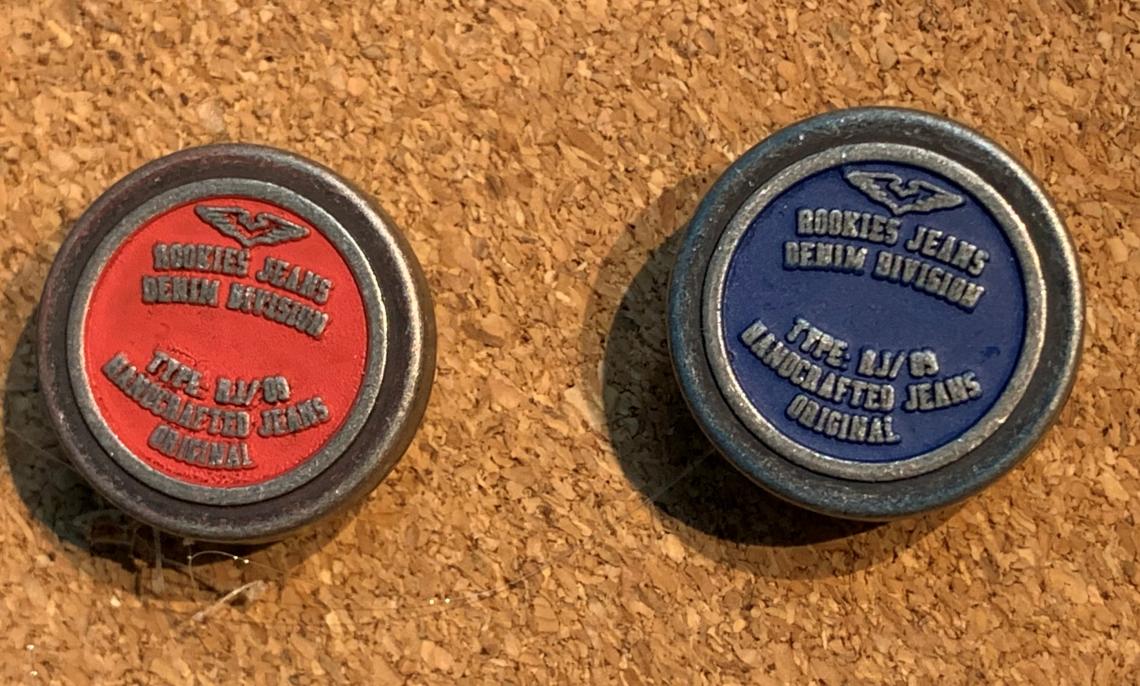 ROOKIES JEANS
DENIM DIVISION
TYPE: RJ/09
HANDCRAFTED JEANS
ORIGINAL
ROOKIES JEANS
DENIM DIVISION
TYPE: RJ/09
HANDCRAFTED JEANS
ORIGINAL